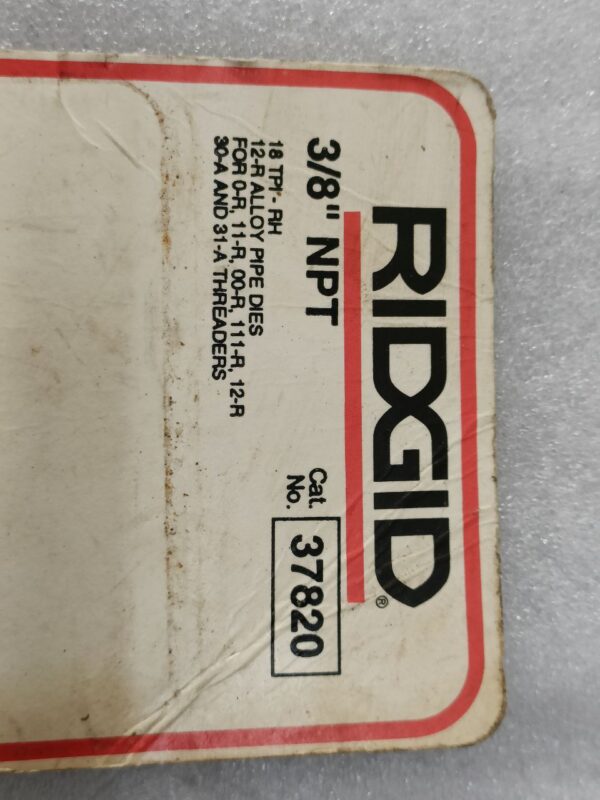 RIDGID®
3/8" NPT
18 TPI - RH
12-R ALLOY PIPE DIES
FOR 0-R, 11-R, 00-R, 111-R, 12-R
30-A AND 31-A THREADERS
Cat.
No.
37820